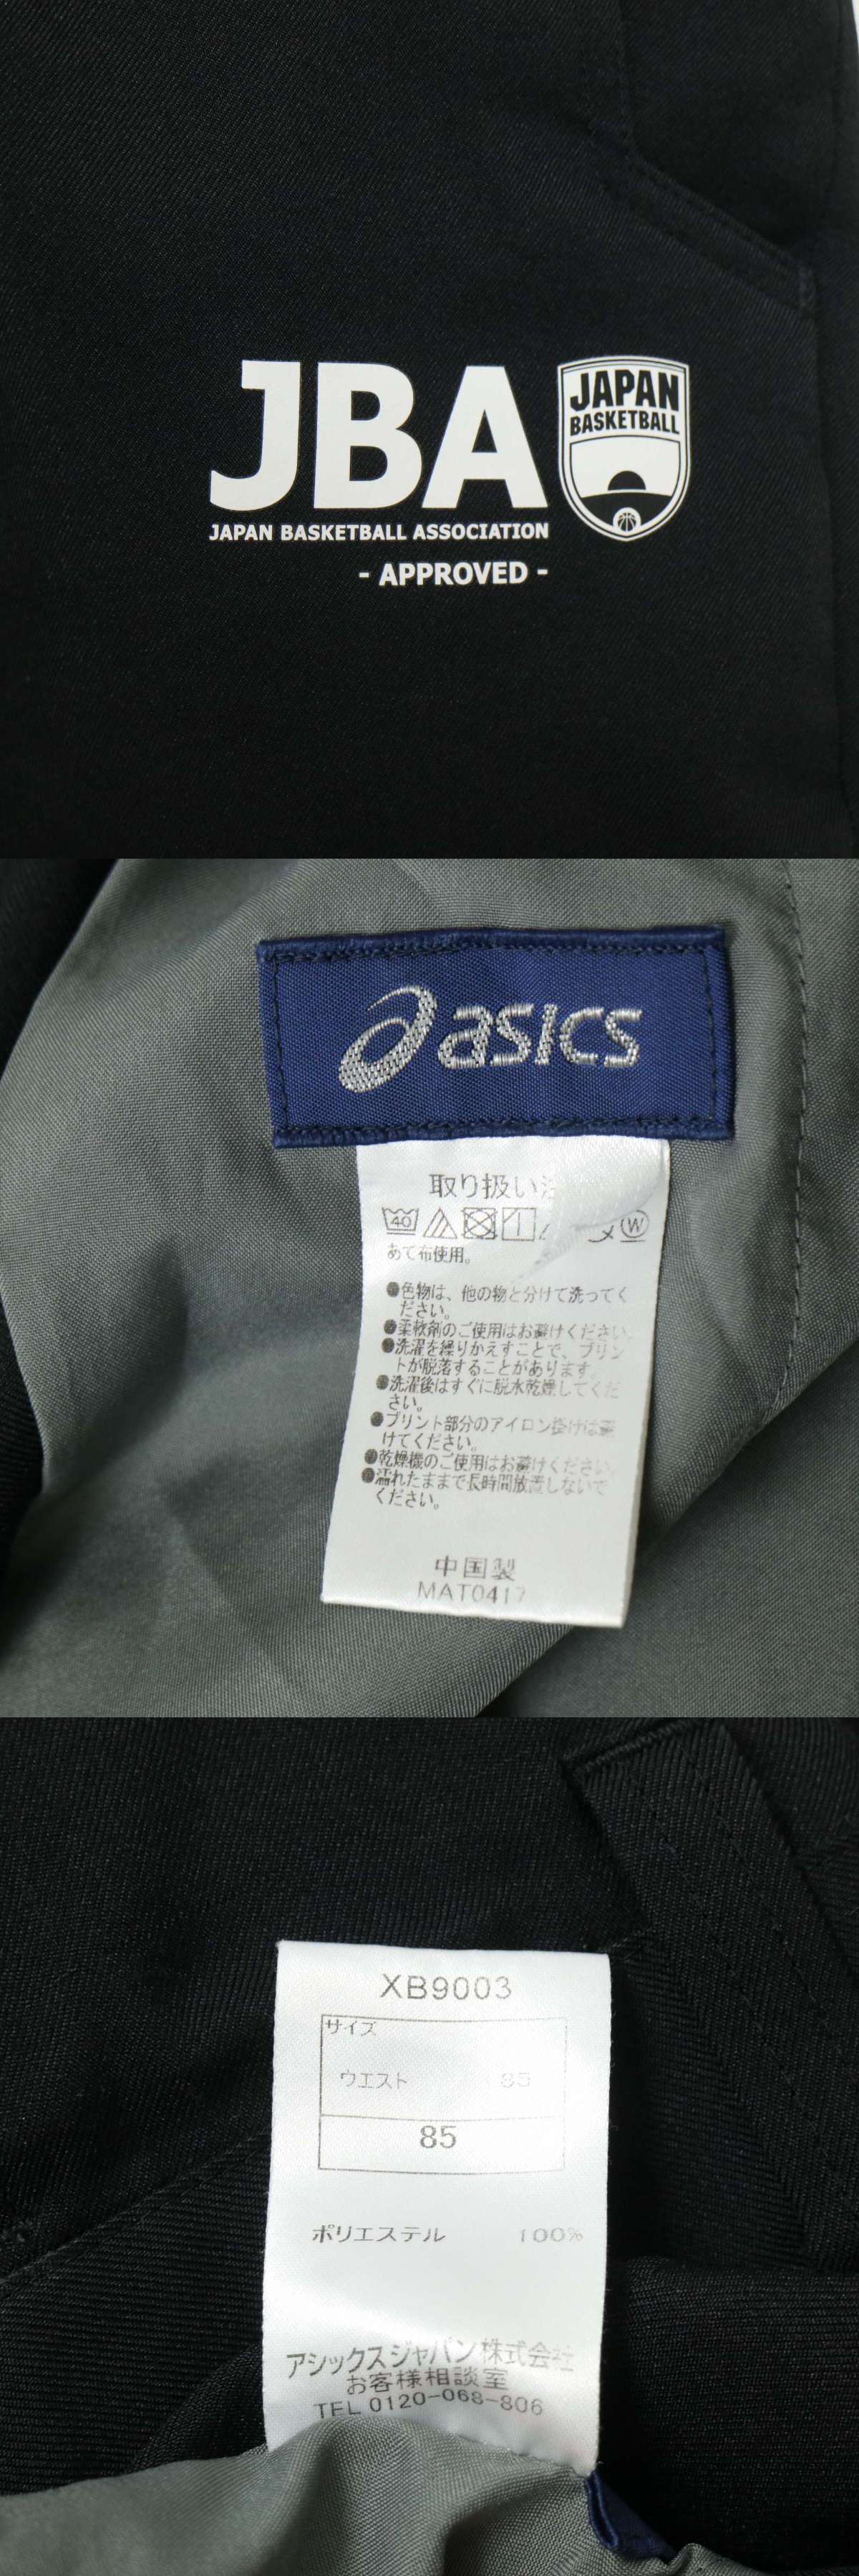 JBA
JAPAN BASKETBALL ASSOCIATION
- APPROVED -
JAPAN
BASKETBALL
asics
取り扱い
40 W
あて布使用。
●色物は、他の物と分けて洗ってく
ださい。
●柔軟剤のご使用はお避けください。
●洗濯を繰りかえすことで、プリン
トが脱落することがあります。
●洗濯後はすぐに脱水乾燥してくだ
さい。
●プリント部分のアイロン掛けは避
けてください。
●乾燥機のご使用はお避けください。
●濡れたままで長時間放置しないで
ください。
中国製
MAT0417
XB9003
サイズ
ウエスト 85
85
ポリエステル 100%
アシックスジャパン株式会社
お客様相談室
TEL 0120-068-806